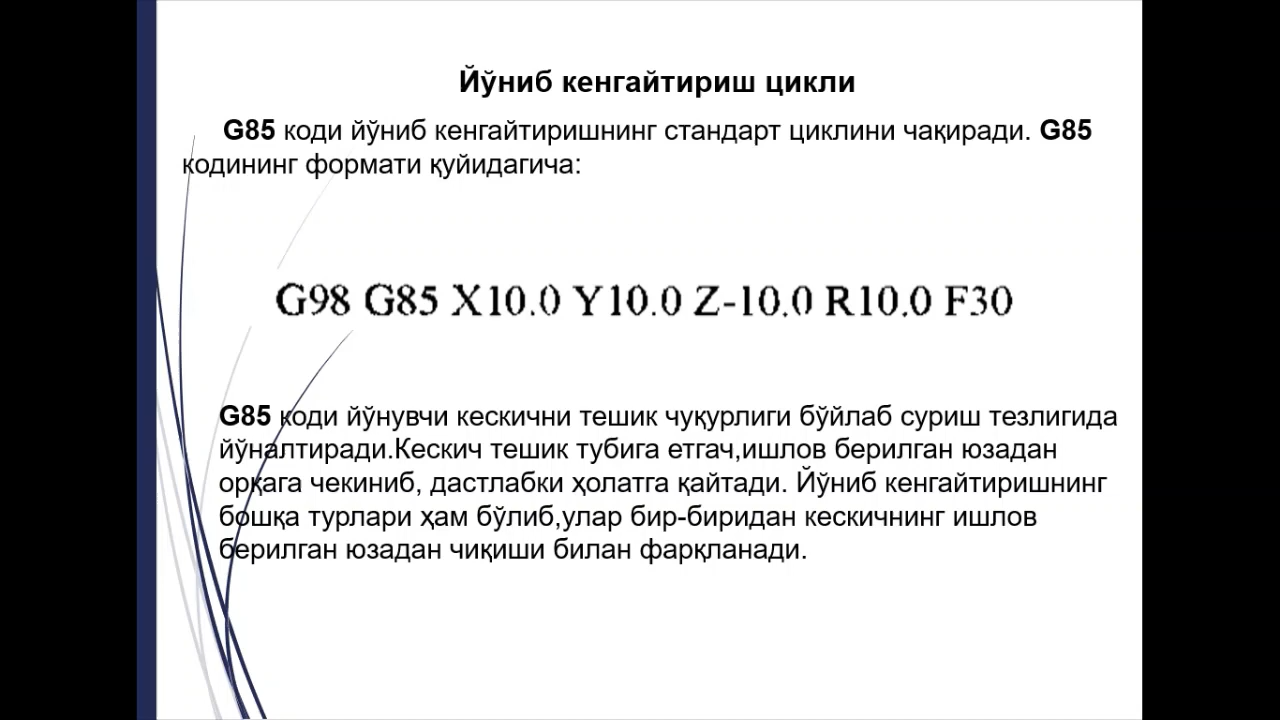 Йўниб кенгайтириш цикли
G85 коди йўниб кенгайтиришнинг стандарт циклини чақиради. G85
кодининг формати қуйидагича:
G98 G85 X10.0 Y10.0 Z-10.0 R10.0 F30
G85 коди йўнувчи кескични тешик чуқурлиги бўйлаб суриш тезлигида
йўналтиради.Кескич тешик тубига етгач,ишлов берилган юзадан
орқага чекиниб, дастлабки ҳолатга қайтади. Йўниб кенгайтиришнинг
бошқа турлари ҳам бўлиб,улар бир-биридан кескичнинг ишлов
берилган юзадан чиқиши билан фарқланади.